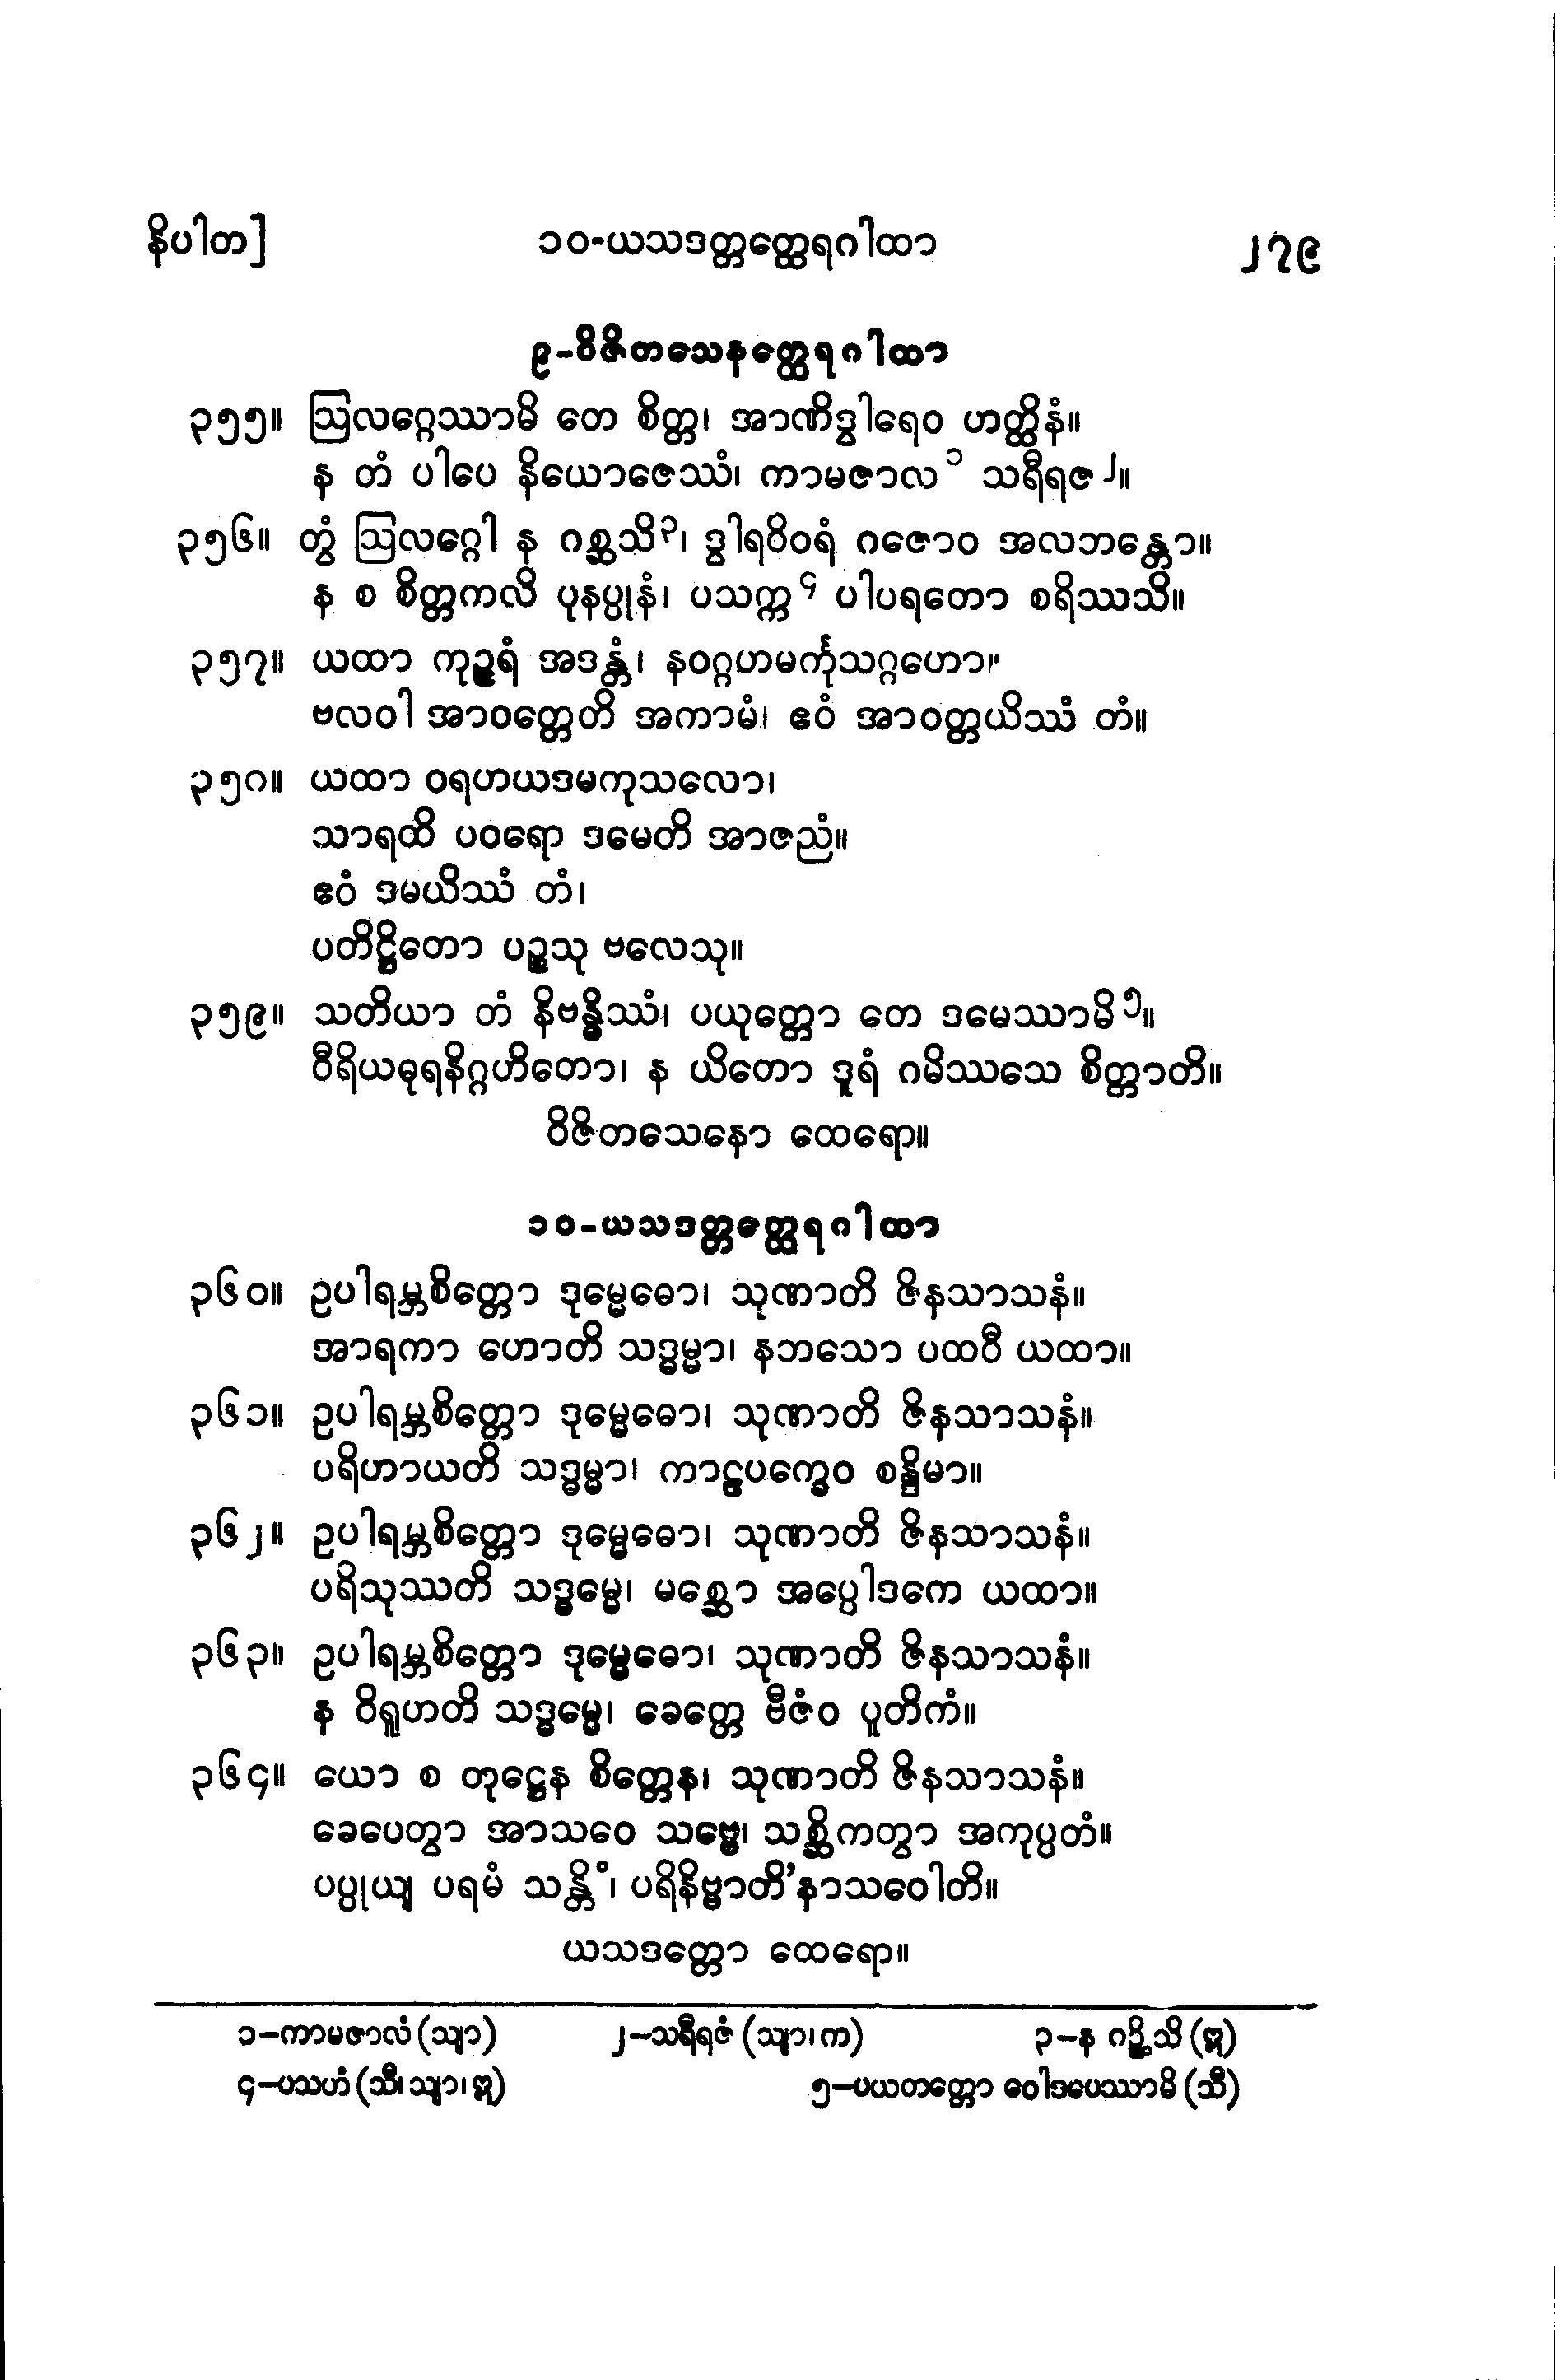 နိပါတ] ၁၀-ယသဒတ္တတ္ထေရဂါထာ ၂၇၉
၉-ဝိဇိတသေနတ္ထေရဂါထာ
၃၅၅။ ဩလဂ္ဂေဿာမိ တေ စိတ္တ၊ အာဏိဒွါရေဝ ဟတ္ထိနံ။
န တံ ပါပေ နိယောဇေဿံ၊ ကာမဇာလ၁ သရီရဇ၂။
၃၅၆။ တွံ ဩလဂ္ဂေါ န ဂစ္ဆသိ၃၊ ဒွါရဝိဝရံ ဂဇောဝ အလဘန္တော။
န စ စိတ္တကလိ ပုနပ္ပုနံ၊ ပသက္က၄ ပါပရတော စရိဿသိ။
၃၅၇။ ယထာ ကုဉ္ဇရံ အဒန္တံ၊ နဝဂ္ဂဟမင်္ကုသဂ္ဂဟော။
ဗလဝါ အာဝတ္တေတိ အကာမံ၊ ဧဝံ အာဝတ္တယိဿံ တံ။
၃၅၈။ ယထာ ဝရဟယဒမကုသလော၊
သာရထိ ပဝရော ဒမေတိ အာဇညံ။
ဧဝံ ဒမယိဿံ တံ၊
ပတိဋ္ဌိတော ပဉ္စသု ဗလေသု။
၃၅၉။ သတိယာ တံ နိဗန္ဓိဿံ၊ ပယုတ္တော တေ ဒမေဿာမိ၅။
ဝီရိယဓုရနိဂ္ဂဟိတော၊ န ယိတော ဒူရံ ဂမိဿသေ စိတ္တာတိ။
ဝိဇိတသေနော ထေရော။
၁၀-ယသဒတ္တတ္ထေရဂါထာ
၃၆၀။ ဥပါရမ္ဘစိတ္တော ဒုမ္မေဓော၊ သုဏာတိ ဇိနသာသနံ။
အာရကာ ဟောတိ သဒ္ဓမ္မာ၊ နဘသော ပထဝီ ယထာ။
၃၆၁။ ဥပါရမ္ဘစိတ္တော ဒုမ္မေဓော၊ သုဏာတိ ဇိနသာသနံ။
ပရိဟာယတိ သဒ္ဓမ္မာ၊ ကာဠပက္ခေဝ စန္ဒိမာ။
၃၆၂။ ဥပါရမ္ဘစိတ္တော ဒုမ္မေဓော၊ သုဏာတိ ဇိနသာသနံ။
ပရိသုဿတိ သဒ္ဓမ္မေ၊ မစ္ဆော အပ္ပေါဒကေ ယထာ။
၃၆၃။ ဥပါရမ္ဘစိတ္တော ဒုမ္မေဓော၊ သုဏာတိ ဇိနသာသနံ။
န ဝိရူဟတိ သဒ္ဓမ္မေ၊ ခေတ္တေ ဗီဇံဝ ပူတိကံ။
၃၆၄။ ယော စ တုဋ္ဌေန စိတ္တေန၊ သုဏာတိ ဇိနသာသနံ။
ခေပေတွာ အာသဝေ သဗ္ဗေ၊ သစ္ဆိကတွာ အကုပ္ပတံ။
ပပ္ပုယျ ပရမံ သန္တိံ၊ ပရိနိဗ္ဗာတိ’နာသဝေါတိ။
ယသဒတ္တော ထေရော။
၁-ကာမဇာလံ (သျာ) ၂-သရီရဇံ (သျာ၊က) ၃-န ဂဉ္ဆိသိ (ဣ)
၄-ပသဟံ (သီ၊သျာ၊ဣ) ၅-ပယတတ္တော ဝေါဒပေဿာမိ (သီ)